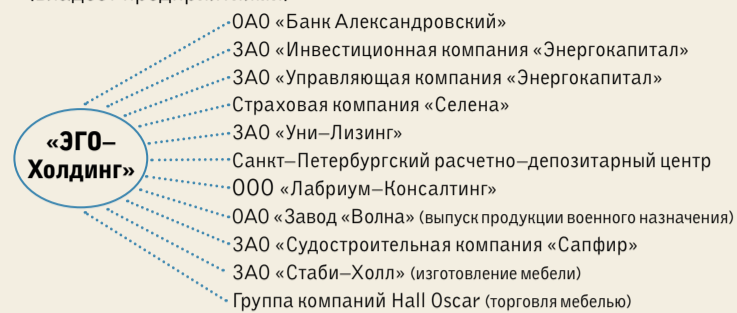 ОАО «Банк Александровский»
ЗАО «Инвестиционная компания «Энергокапитал»
ЗАО «Управляющая компания «Энергокапитал»
Страховая компания «Селена»
ЗАО «Уни–Лизинг»
«ЭГО–
Холдинг»
Санкт–Петербургский расчетно–депозитарный центр
ООО «Лабриум–Консалтинг»
ОАО «Завод «Волна» (выпуск продукции военного назначения)
ЗАО «Судостроительная компания «Сапфир»
ЗАО «Стаби–Холл» (изготовление мебели)
Группа компаний Hall Oscar (торговля мебелью)